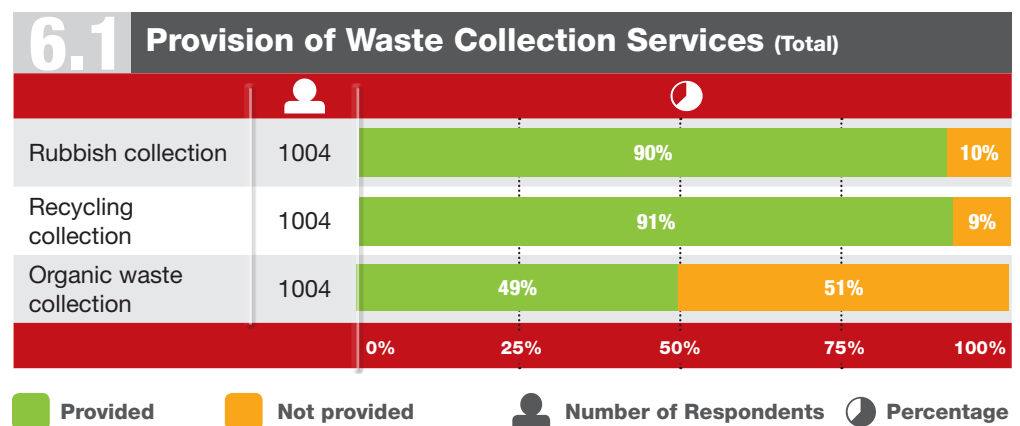 6.1 Provision of Waste Collection Services (Total)
Rubbish collection 1004 90% 10%
Recycling
collection 1004 91% 9%
Organic waste
collection 1004 49% 51%
0% 25% 50% 75% 100%
Provided Not provided Number of Respondents Percentage